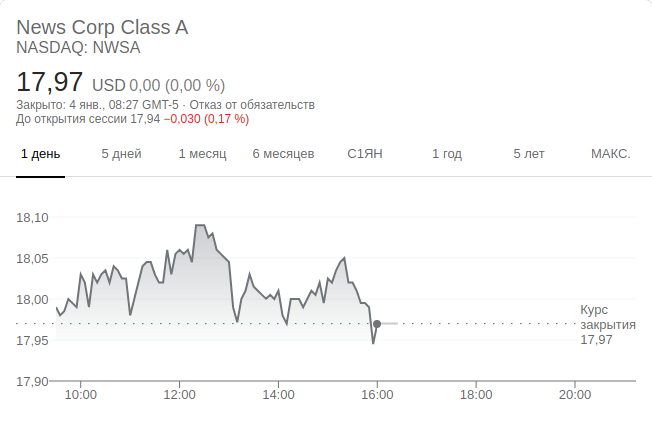 News Corp Class A
NASDAQ: NWSA
17,97 USD 0,00 (0,00 %)
Закрыто: 4 янв., 08:27 GMT-5 · Отказ от обязательств
До открытия сессии 17,94 −0,030 (0,17 %)
1 день 5 дней 1 месяц 6 месяцев С1ЯН 1 год 5 лет МАКС.
18,10
18,05
18,00
Курс
закрытия
17,97
17,95
17,90
10:00 12:00 14:00 16:00 18:00 20:00